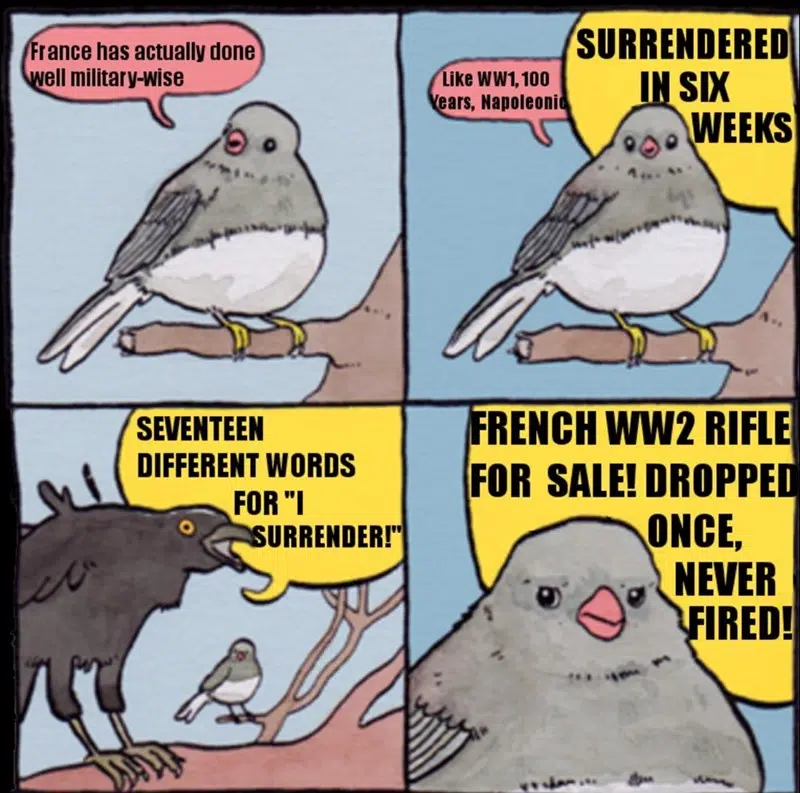 France has actually done
well military-wise
Like WW1, 100
Years, Napoleonic
SURRENDERED
IN SIX
WEEKS
SEVENTEEN
DIFFERENT WORDS
FOR "I
SURRENDER!"
FRENCH WW2 RIFLE
FOR SALE! DROPPED
ONCE,
NEVER
FIRED!